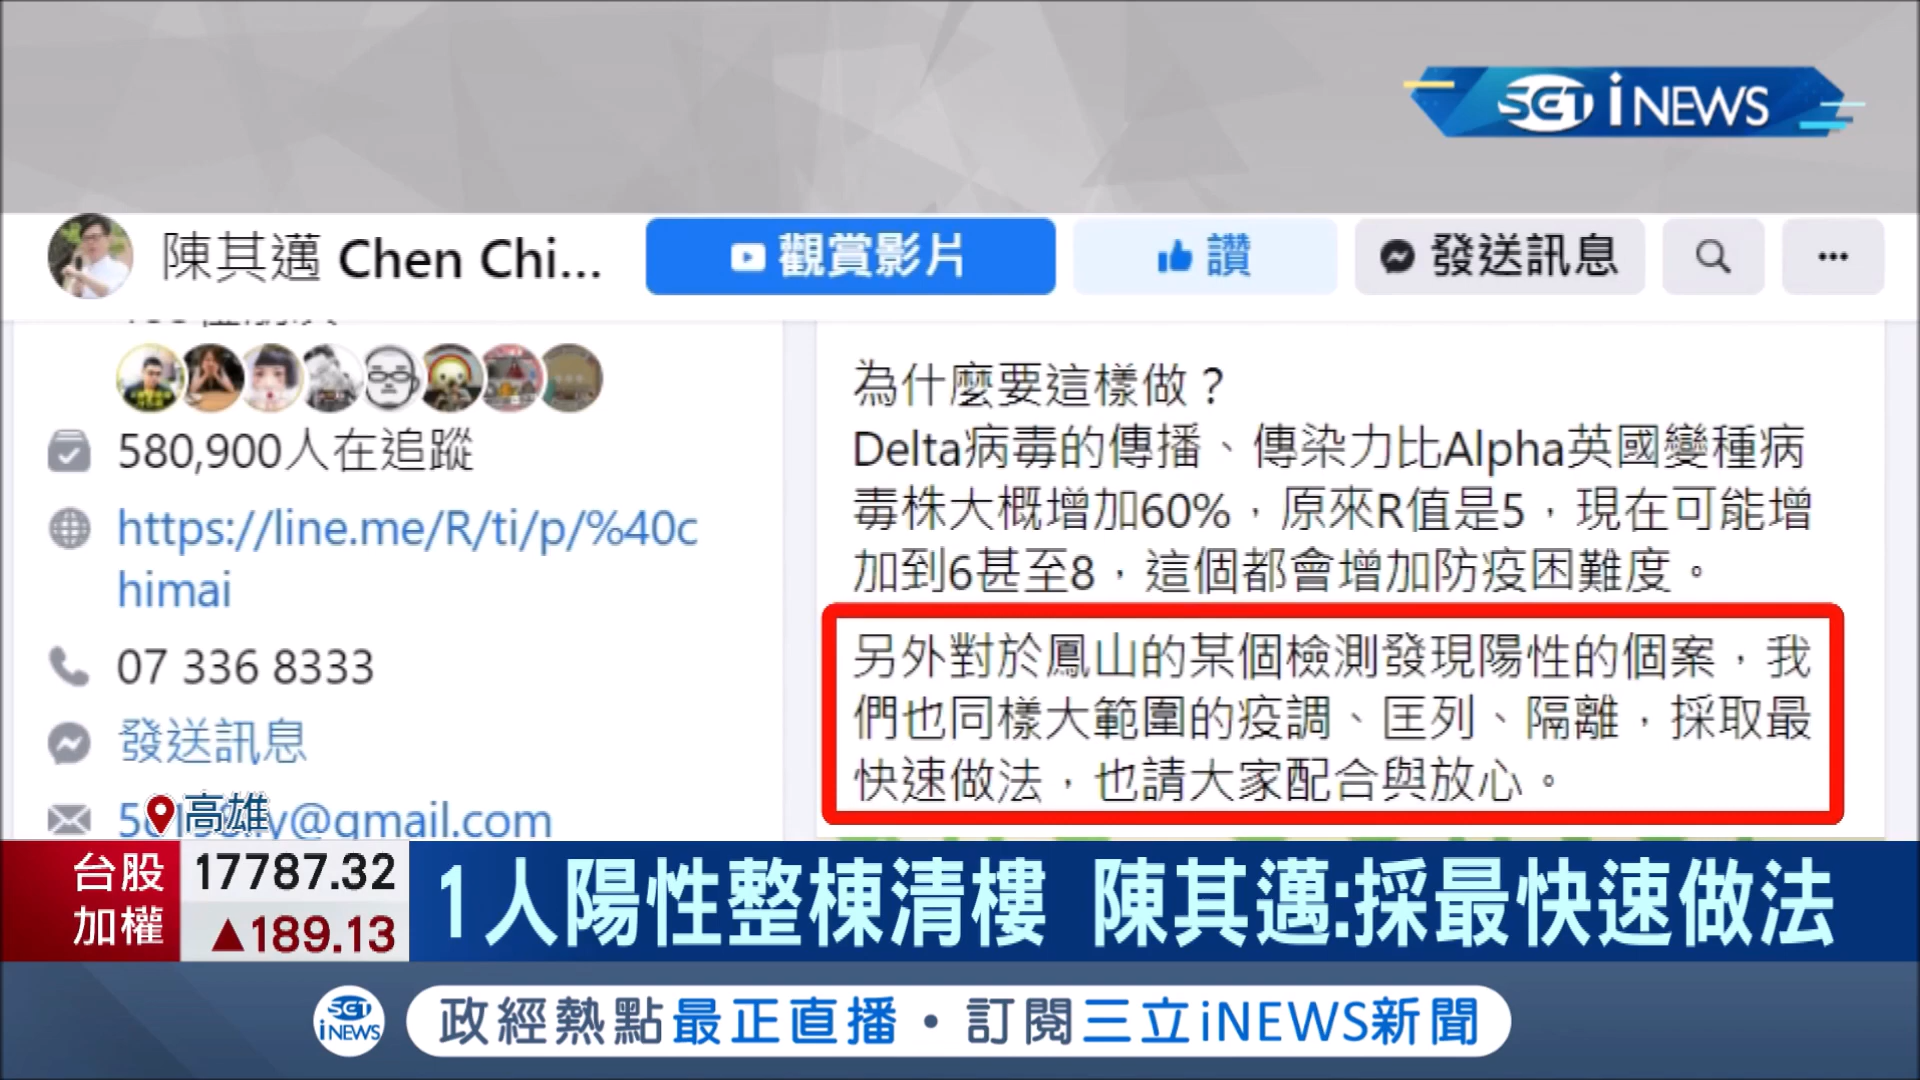 SET iNEWS
陳其邁 Chen Chi...
觀賞影片
讚
發送訊息
580,900人在追蹤
https://line.me/R/ti/p/%40c
himai
07 336 8333
發送訊息
@gmail.com
高雄
為什麼要這樣做？
Delta病毒的傳播、傳染力比Alpha英國變種病
毒株大概增加60%，原來R值是5，現在可能增
加到6甚至8，這個都會增加防疫困難度。
另外對於鳳山的某個檢測發現陽性的個案，我
們也同樣大範圍的疫調、匡列、隔離，採取最
快速做法，也請大家配合與放心。
台股
加權
17787.32
▲189.13
1人陽性整棟清樓 陳其邁:採最快速做法
SET iNEWS
政經熱點最正直播・訂閱三立iNEWS新聞